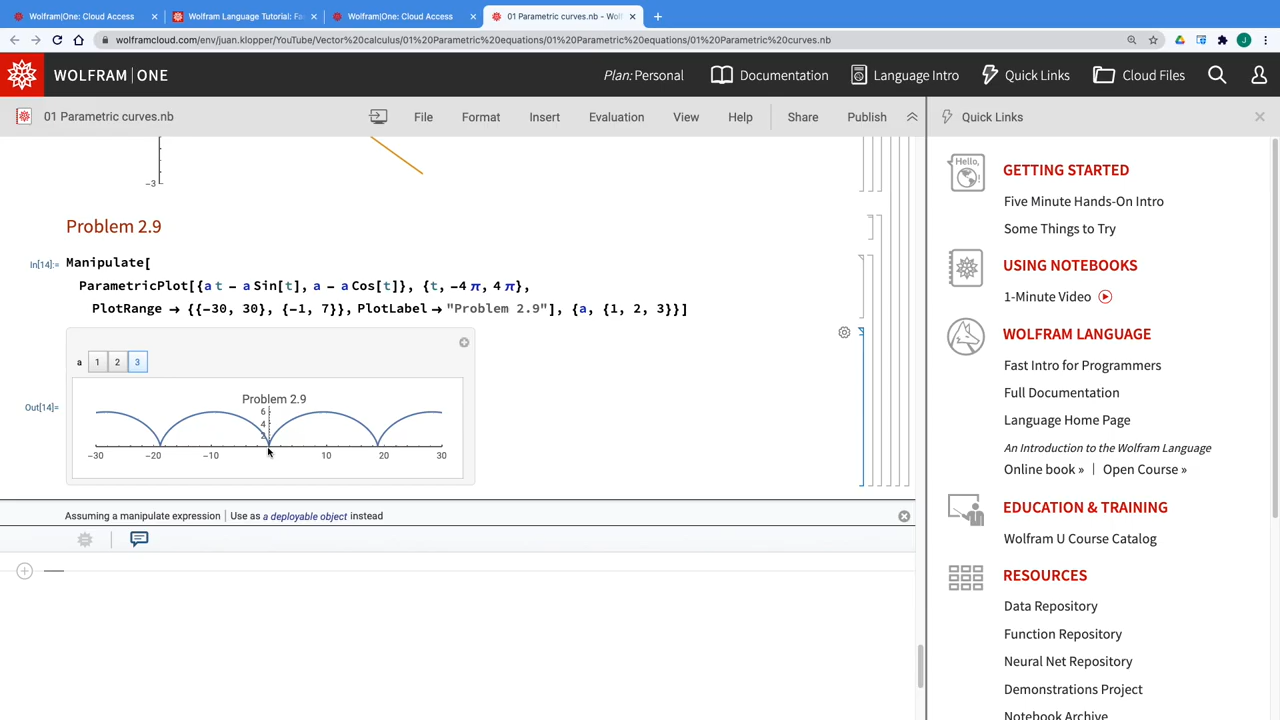 Wolfram|One: Cloud Access
Wolfram Language Tutorial: Fa
Wolfram|One: Cloud Access
01 Parametric curves.nb - Wolf
wolframcloud.com/env/juan.klopper/YouTube/Vector%20calculus/01%20Parametric%20equations/01%20Parametric%20equations/01%20Parametric%20curves.nb
J
WOLFRAM | ONE
Plan: Personal
Documentation
Language Intro
Quick Links
Cloud Files
01 Parametric curves.nb
File
Format
Insert
Evaluation
View
Help
Share
Publish
Quick Links
-3
Problem 2.9
In[14]:= Manipulate[
ParametricPlot[{a t - a Sin[t], a - a Cos[t]}, {t, -4 π, 4 π},
PlotRange → {{-30, 30}, {-1, 7}}, PlotLabel → "Problem 2.9"], {a, {1, 2, 3}}]
a 1 2 3
Out[14]=
Problem 2.9
6
4
2
-30 -20 -10 10 20 30
Assuming a manipulate expression | Use as a deployable object instead
Hello, !
GETTING STARTED
Five Minute Hands-On Intro
Some Things to Try
USING NOTEBOOKS
1-Minute Video
WOLFRAM LANGUAGE
Fast Intro for Programmers
Full Documentation
Language Home Page
An Introduction to the Wolfram Language
Online book » | Open Course »
EDUCATION & TRAINING
Wolfram U Course Catalog
RESOURCES
Data Repository
Function Repository
Neural Net Repository
Demonstrations Project
Notebook Archive